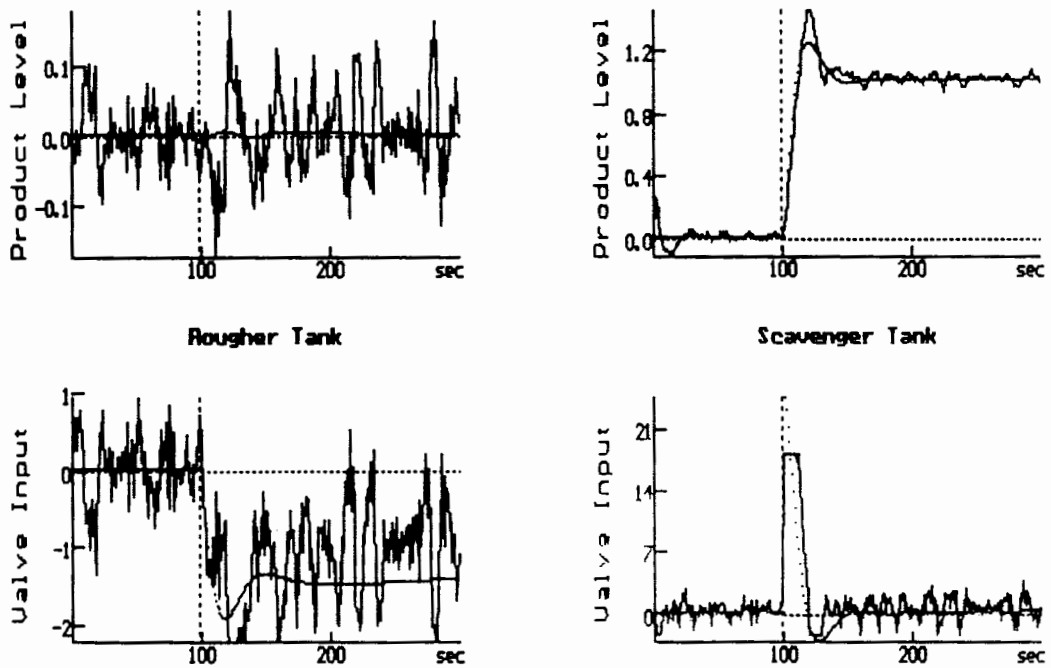 Product Level
0.1
0.0
-0.1
100
200
sec
Product Level
1.2
0.8
0.4
0.0
100
200
sec
Rougher Tank
Scavenger Tank
Valve Input
1
0
-1
-2
100
200
sec
Valve Input
21
14
7
0
100
200
sec